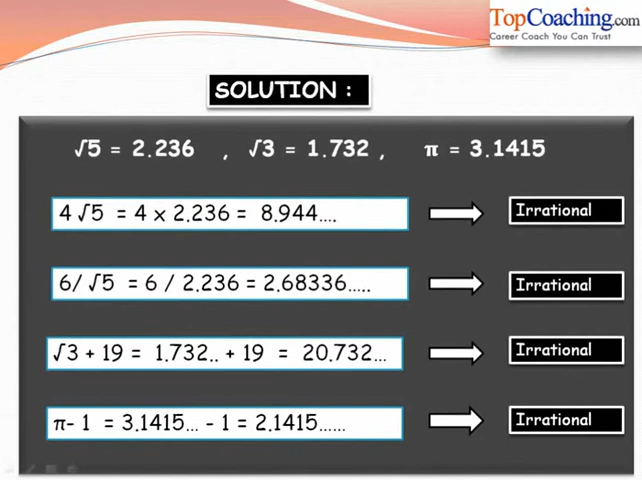 TopCoaching.com
Career Coach You Can Trust
SOLUTION :
√5 = 2.236 , √3 = 1.732 , π = 3.1415
4 √5 = 4 x 2.236 = 8.944.... Irrational
6/ √5 = 6 / 2.236 = 2.68336..... Irrational
√3 + 19 = 1.732.. + 19 = 20.732... Irrational
π- 1 = 3.1415... - 1 = 2.1415...... Irrational